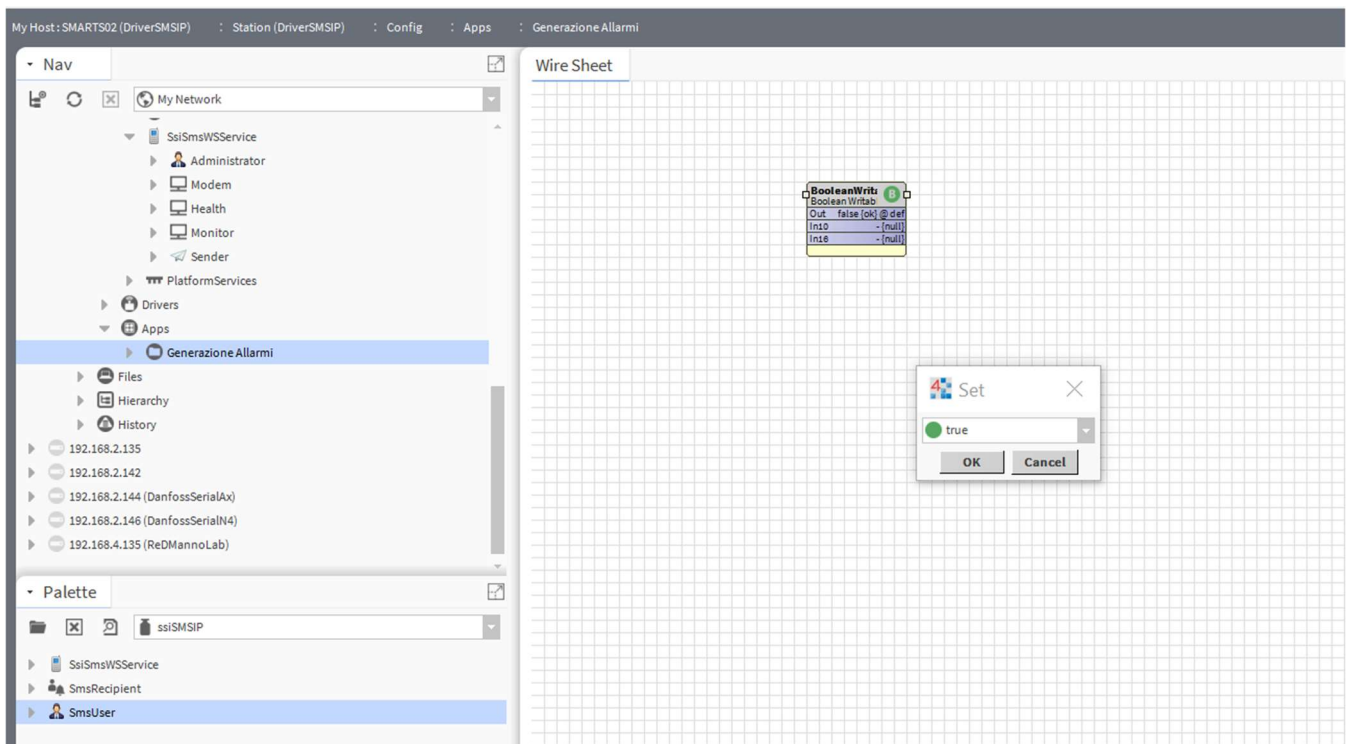 My Host : SMARTS02 (DriverSMSIP) : Station (DriverSMSIP) : Config : Apps : Generazione Allarmi
Nav
My Network
SsiSmsWSService
Administrator
Modem
Health
Monitor
Sender
PlatformServices
Drivers
Apps
Generazione Allarmi
Files
Hierarchy
History
192.168.2.135
192.168.2.142
192.168.2.144 (DanfossSerialAx)
192.168.2.146 (DanfossSerialN4)
192.168.4.135 (ReDMannoLab)
Palette
ssiSMSIP
SsiSmsWSService
SmsRecipient
SmsUser
Wire Sheet
BooleanWrita B
Boolean Writab
Out false {ok} @ def
In10 - {null}
In16 - {null}
4 Set
true
OK Cancel